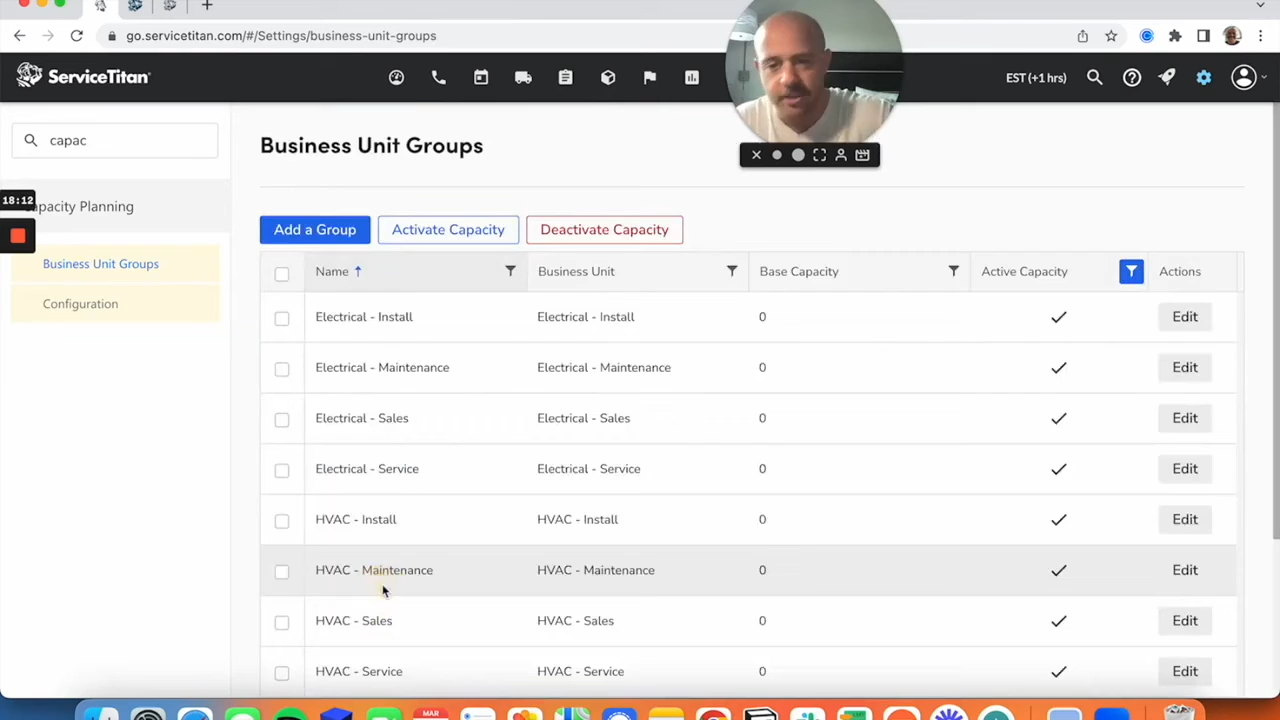 go.servicetitan.com/#/Settings/business-unit-groups
ServiceTitan
EST (+1 hrs)
capac
Business Unit Groups
18:12
apacity Planning
Add a Group
Activate Capacity
Deactivate Capacity
Business Unit Groups
Name
Business Unit
Base Capacity
Active Capacity
Actions
Configuration
Electrical - Install
Electrical - Install
0
Edit
Electrical - Maintenance
Electrical - Maintenance
0
Edit
Electrical - Sales
Electrical - Sales
0
Edit
Electrical - Service
Electrical - Service
0
Edit
HVAC - Install
HVAC - Install
0
Edit
HVAC - Maintenance
HVAC - Maintenance
0
Edit
HVAC - Sales
HVAC - Sales
0
Edit
HVAC - Service
HVAC - Service
0
Edit
MAR